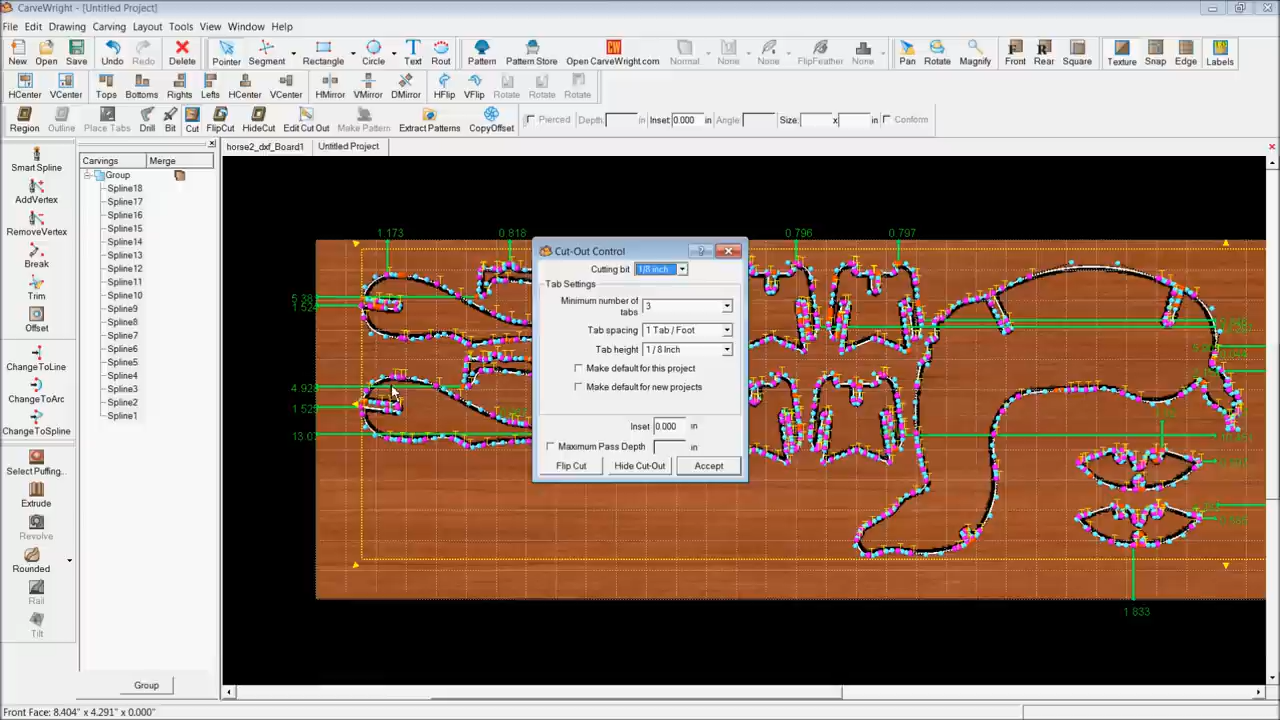 CarveWright - [Untitled Project]
File Edit Drawing Carving Layout Tools View Window Help
New Open Save Undo Delete Pointer Segment Rectangle Circle Text Rout Pattern Pattern Store Open CarveWright.com Normal None None FlipFeather None Pan Rotate Magnify Front Rear Square Texture Snap Edge Labels
HCenter VCenter Tops Bottoms Rights Lefts HCenter VCenter HMirror VMirror DMirror HFlip VFlip Rotate Rotate Rotate
Region Outline Place Tabs Drill Bit Cut FlipCut HideCut Edit Cut Out Make Pattern Extract Patterns CopyOffset Pierced Depth: in Inset: 0.000 in Angle: Size: x in Conform
Smart Spline
AddVertex
RemoveVertex
Break
Trim
Offset
ChangeToLine
ChangeToArc
ChangeToSpline
Select Puffing..
Extrude
Revolve
Rounded
Rail
Tilt
Carvings Merge
Group
Spline18
Spline17
Spline16
Spline15
Spline14
Spline13
Spline12
Spline11
Spline10
Spline9
Spline8
Spline7
Spline6
Spline5
Spline4
Spline3
Spline2
Spline1
Group
horse2_dxf_Board1 Untitled Project
1.173 0.818 0.796 0.797
13.0
1 833
Cut-Out Control
Cutting bit 1/8 inch
Tab Settings
Minimum number of
tabs 3
Tab spacing 1 Tab / Foot
Tab height 1 / 8 Inch
Make default for this project
Make default for new projects
Inset 0.000 in
Maximum Pass Depth in
Flip Cut Hide Cut-Out Accept
Front Face: 8.404" x 4.291" x 0.000"